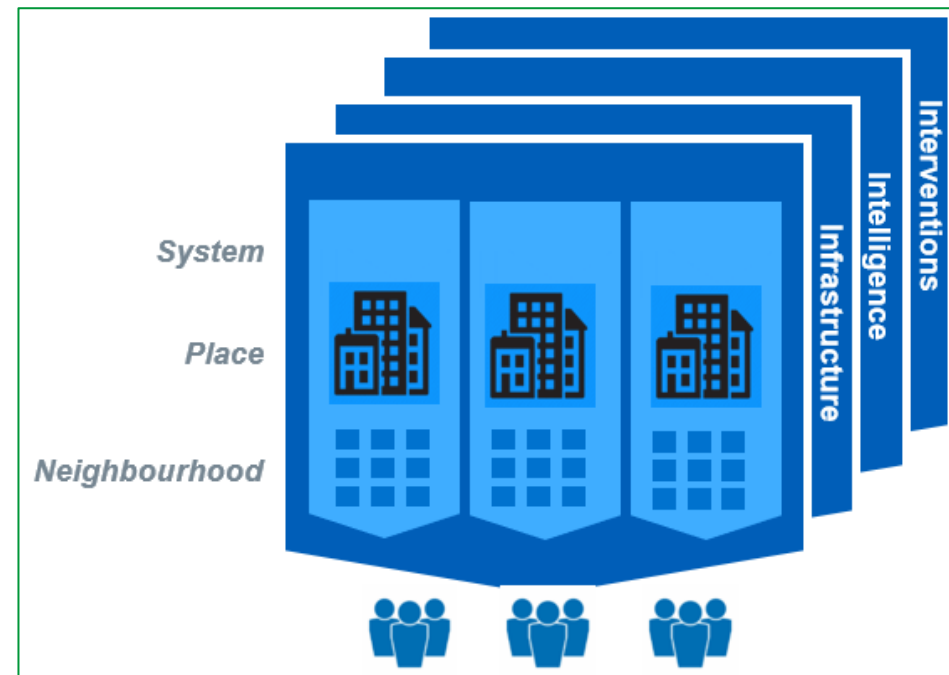 System
Place
Neighbourhood
Infrastructure
Intelligence
Interventions